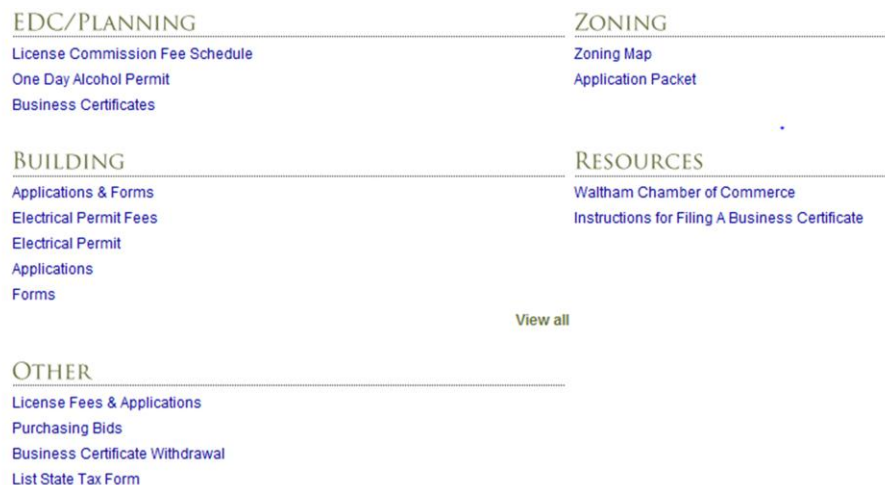 EDC/PLANNING
License Commission Fee Schedule
One Day Alcohol Permit
Business Certificates
ZONING
Zoning Map
Application Packet
BUILDING
Applications & Forms
Electrical Permit Fees
Electrical Permit
Applications
Forms
View all
RESOURCES
Waltham Chamber of Commerce
Instructions for Filing A Business Certificate
OTHER
License Fees & Applications
Purchasing Bids
Business Certificate Withdrawal
List State Tax Form